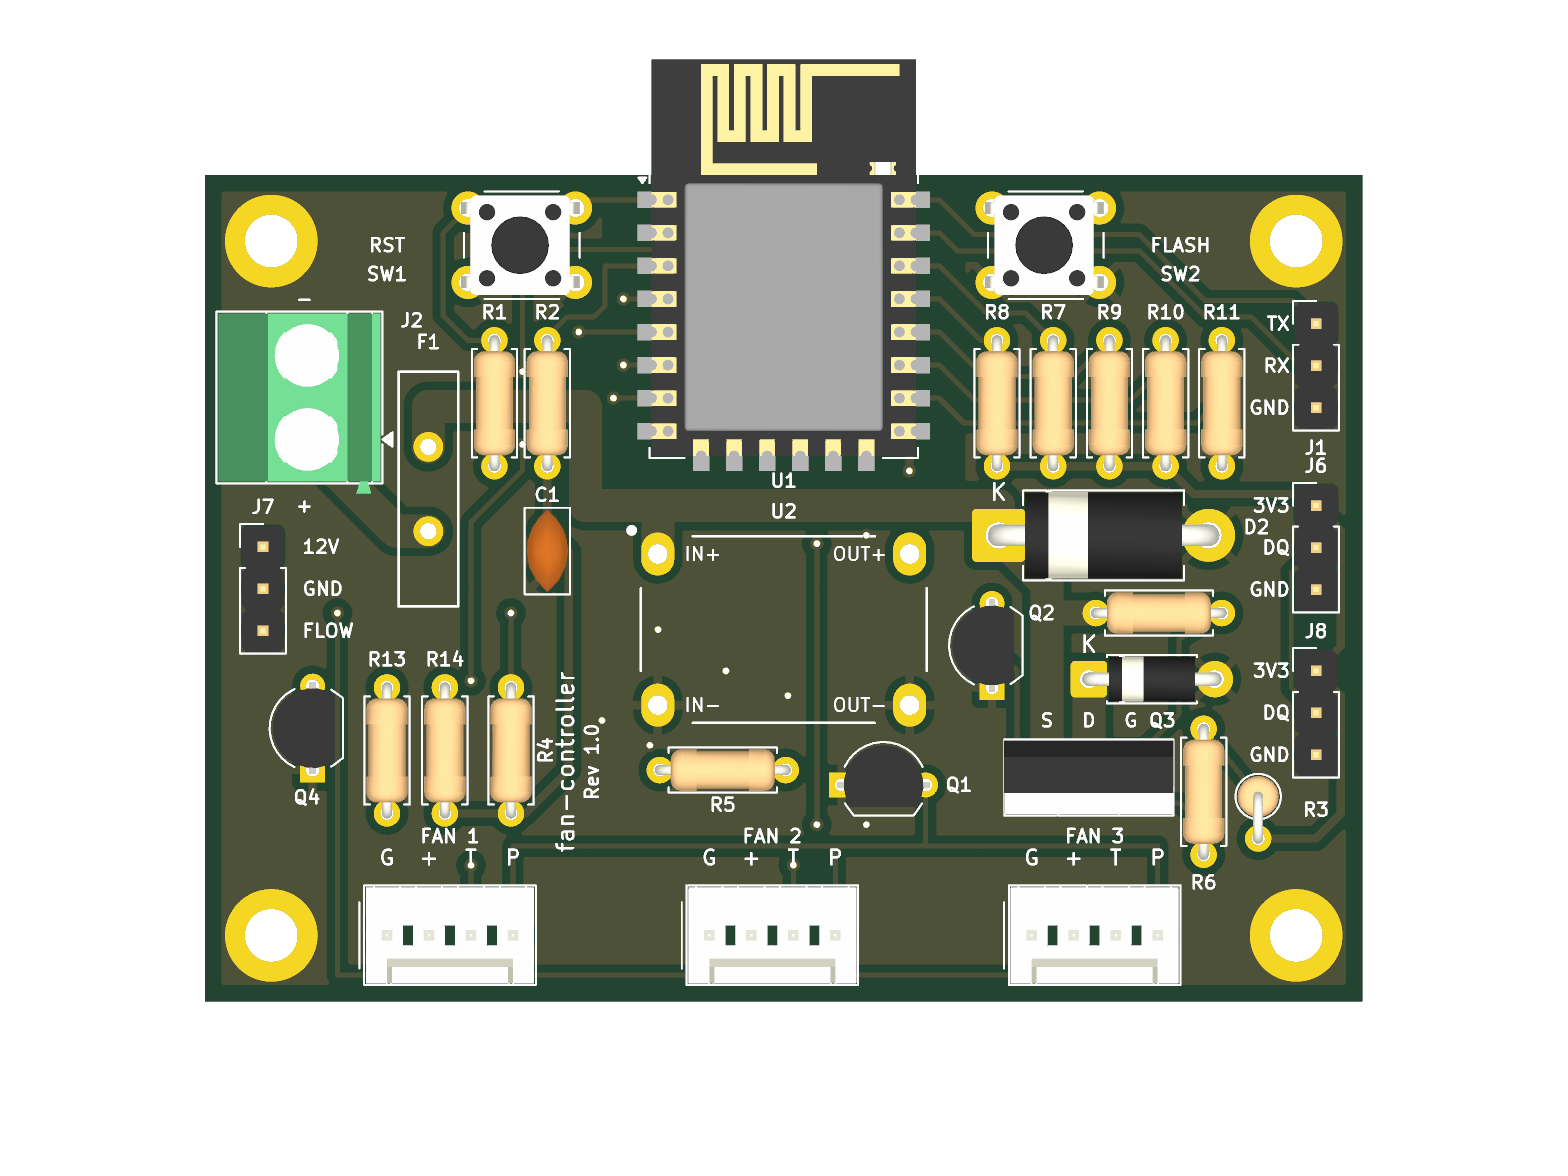 RST
SW1
FLASH
SW2
−
J2
F1
R1
R2
R8
R7
R9
R10
R11
TX
RX
GND
J1
J6
U1
U2
K
C1
J7
+
12V
GND
FLOW
3V3
DQ
GND
D2
IN+
OUT+
Q2
J8
K
3V3
DQ
GND
R13
R14
R4
fan-controller
Rev 1.0
IN−
OUT−
S D G Q3
Q4
R5
Q1
R3
FAN 1
G + T P
FAN 2
G + T P
FAN 3
G + T P
R6